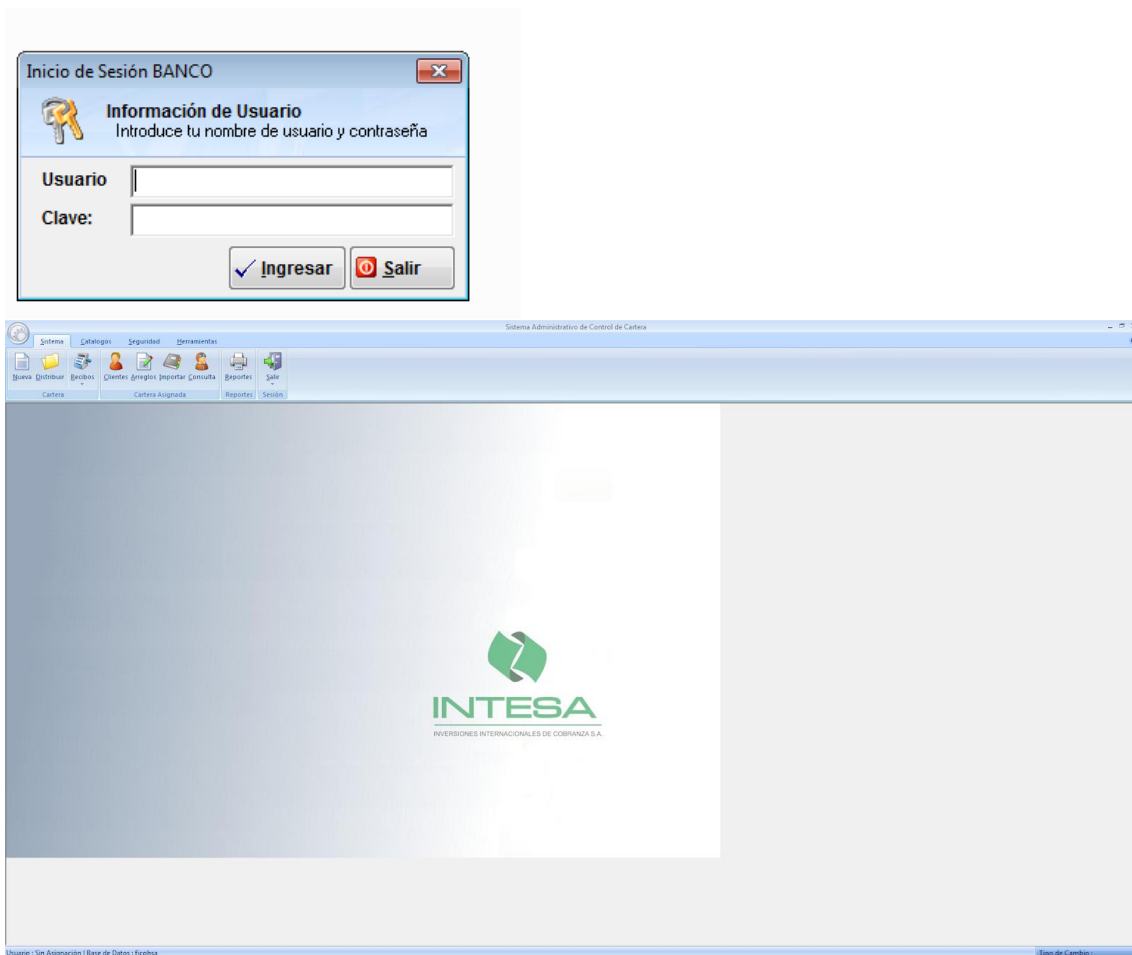 Inicio de Sesión BANCO
Información de Usuario
Introduce tu nombre de usuario y contraseña
Usuario
Clave:
Ingresar Salir
Sistema Administrativo de Control de Cartera
Sistema Catalogos Seguridad Herramientas
Nueva Distribuir Recibos Clientes Arreglos Importar Consulta Reportes Salir
Cartera Cartera Asignada Reportes Sesión
INTESA
INVERSIONES INTERNACIONALES DE COBRANZA S.A.
Usuario : Sin Asignación | Base de Datos : ficohsa Tipo de Cambio :